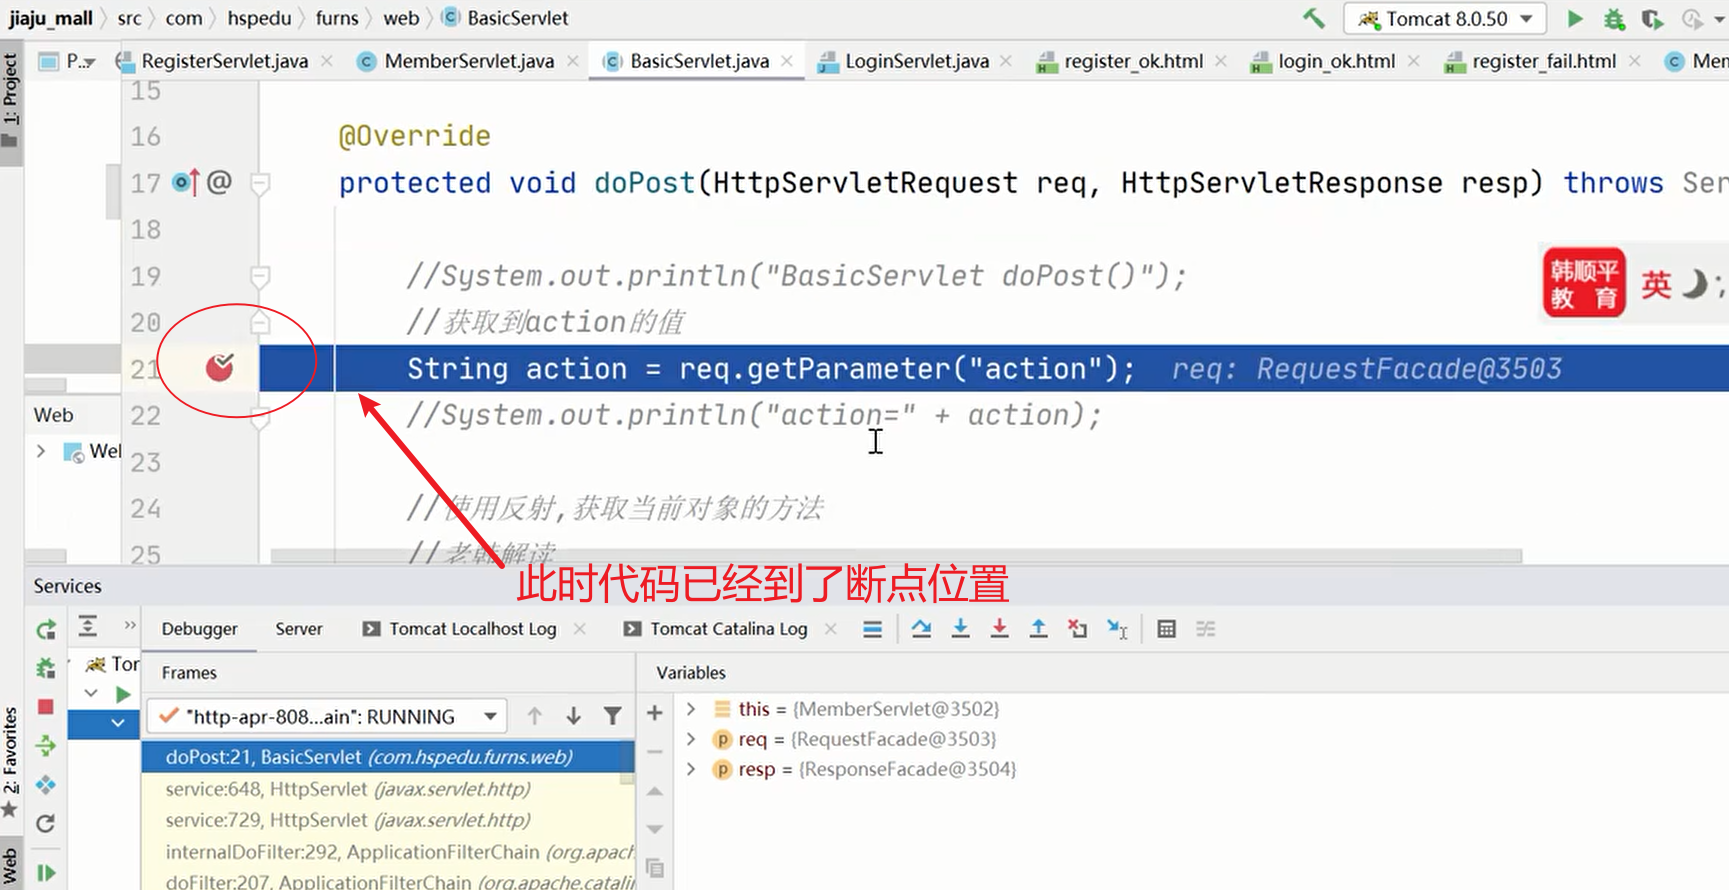 jiaju_mall src com hspedu furns web BasicServlet Tomcat 8.0.50
1: Project
P.. RegisterServlet.java MemberServlet.java BasicServlet.java LoginServlet.java register_ok.html login_ok.html register_fail.html Mem
15
16 @Override
17 protected void doPost(HttpServletRequest req, HttpServletResponse resp) throws Ser
18
19 //System.out.println("BasicServlet doPost()");
20 //获取到action的值
21 String action = req.getParameter("action"); req: RequestFacade@3503
22 //System.out.println("action=" + action);
23
24 //使用反射,获取当前对象的方法
25 //老韩解读
韩顺平
教育
英
Web
Wel
此时代码已经到了断点位置
Services
Debugger Server Tomcat Localhost Log Tomcat Catalina Log
Tor
Frames Variables
"http-apr-808...ain": RUNNING
doPost:21, BasicServlet (com.hspedu.furns.web)
service:648, HttpServlet (javax.servlet.http)
service:729, HttpServlet (javax.servlet.http)
internalDoFilter:292, ApplicationFilterChain (org.apach
doFilter:207, ApplicationFilterChain (org.apache.catalin
this = {MemberServlet@3502}
req = {RequestFacade@3503}
resp = {ResponseFacade@3504}
2: Favorites
Web